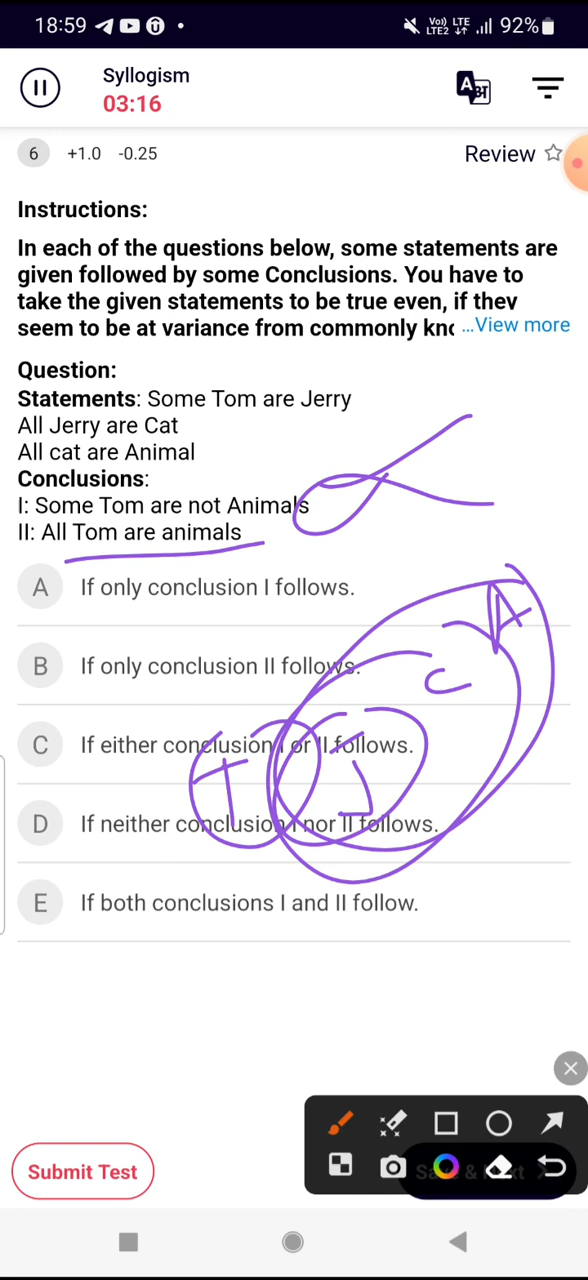 18:59
Vo)) LTE
LTE2
92%
Syllogism
03:16
6 +1.0 -0.25
Review
Instructions:
In each of the questions below, some statements are
given followed by some Conclusions. You have to
take the given statements to be true even, if they
seem to be at variance from commonly kno ...View more
Question:
Statements: Some Tom are Jerry
All Jerry are Cat
All cat are Animal
Conclusions:
I: Some Tom are not Animals
II: All Tom are animals
A If only conclusion I follows.
B If only conclusion II follows.
C If either conclusion I or II follows.
D If neither conclusion I nor II follows.
E If both conclusions I and II follow.
T
J
C
A
Submit Test